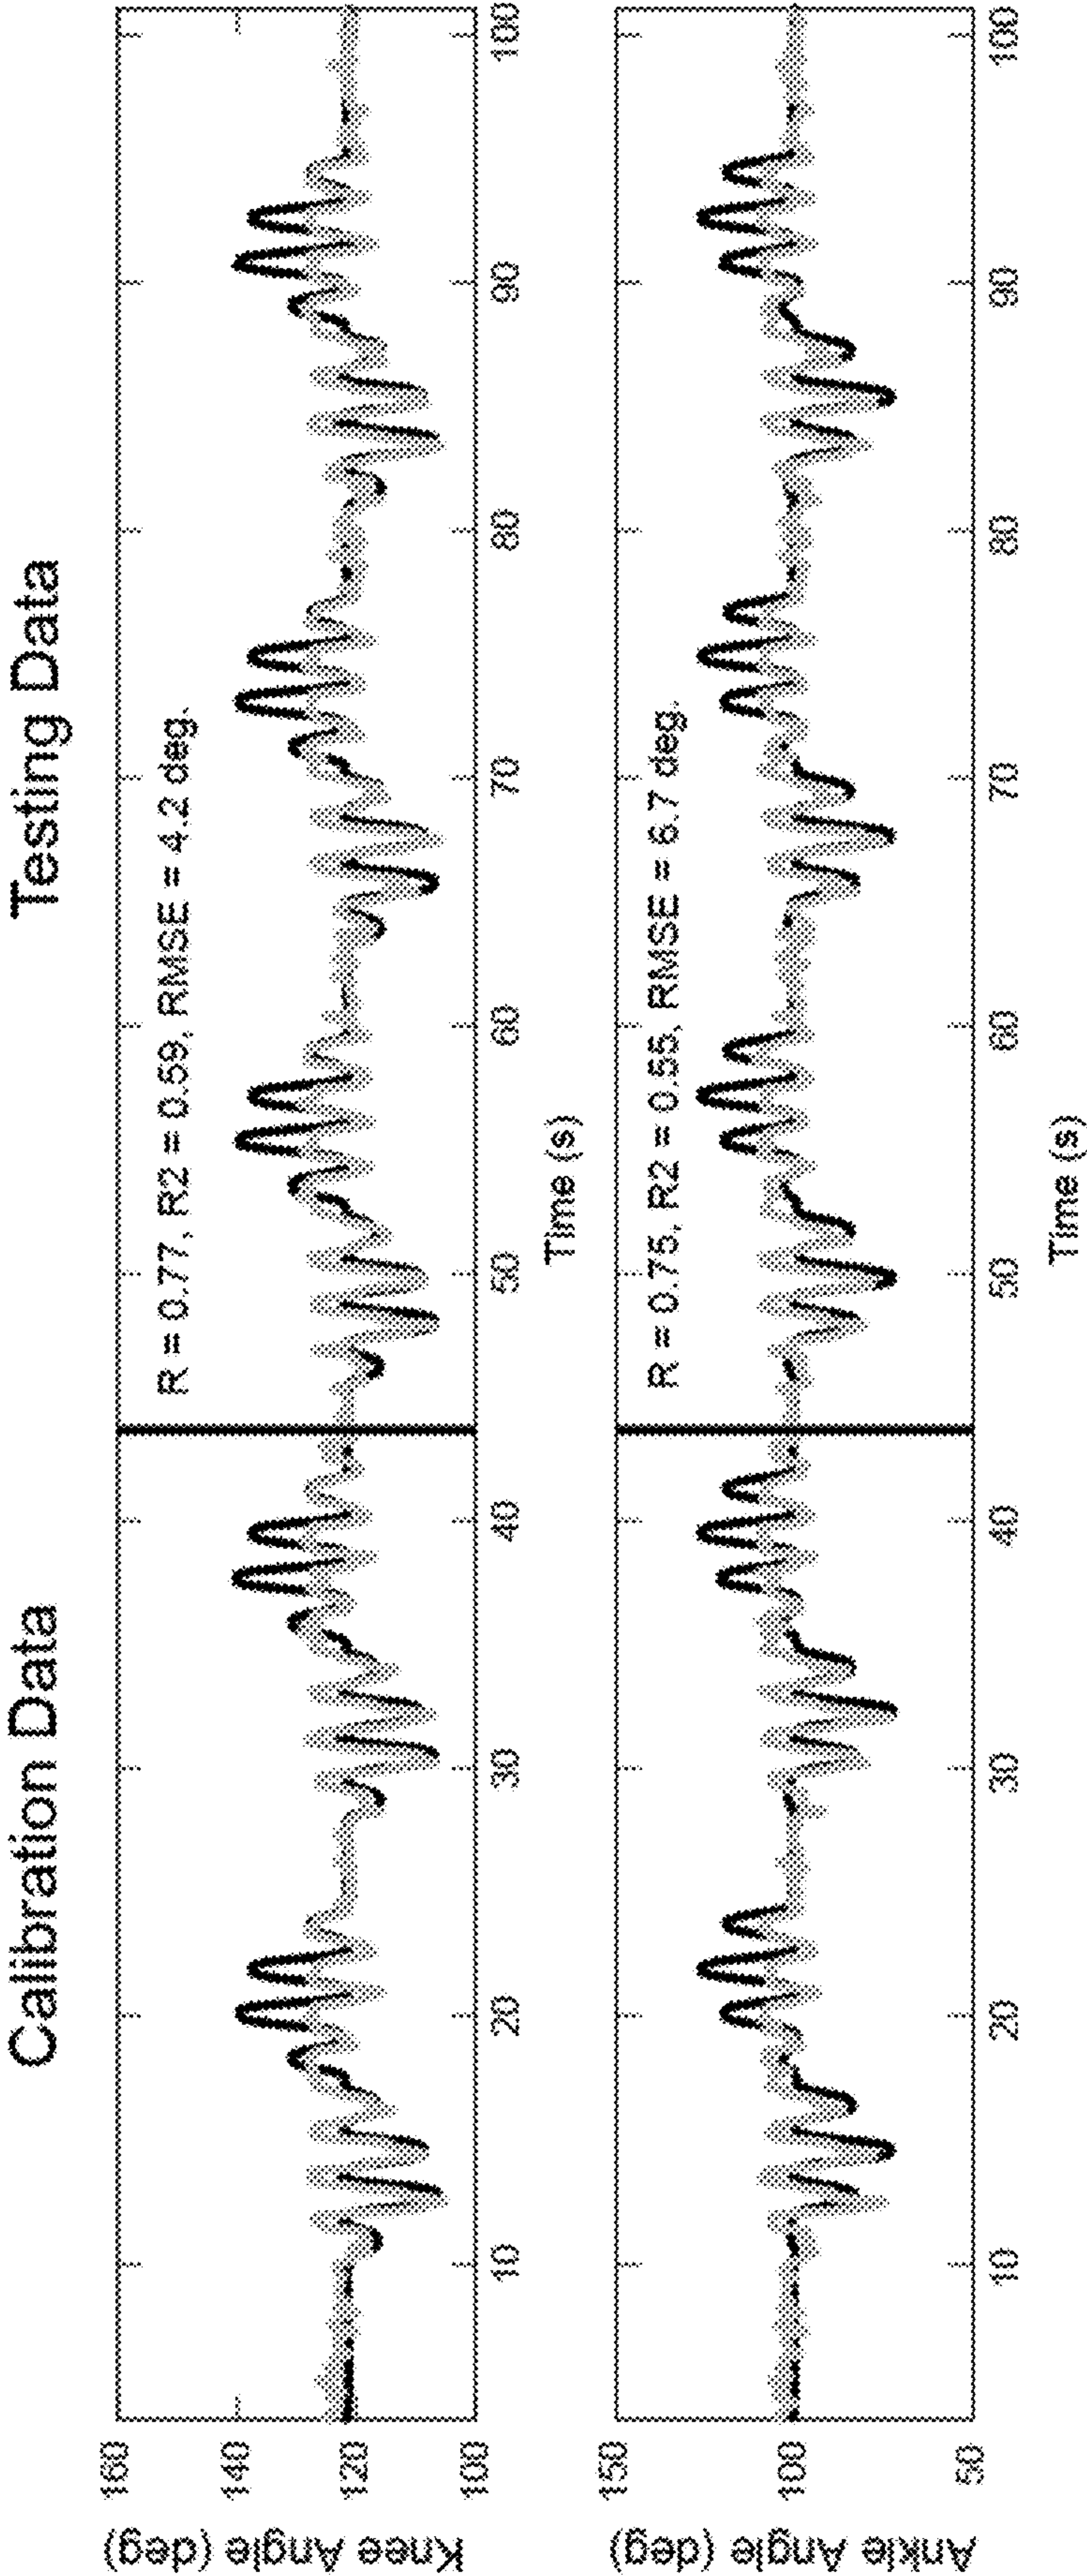 Calibration Data
Testing Data
160
140
120
100
Knee Angle
(deg)
R = 0.77, R2 = 0.59, RMSE = 4.2 deg.
10
20
30
40
50
60
70
80
90
100
Time (s)
150
100
50
Ankle Angle
(deg)
R = 0.75, R2 = 0.55, RMSE = 6.7 deg.
10
20
30
40
50
60
70
80
90
100
Time (s)